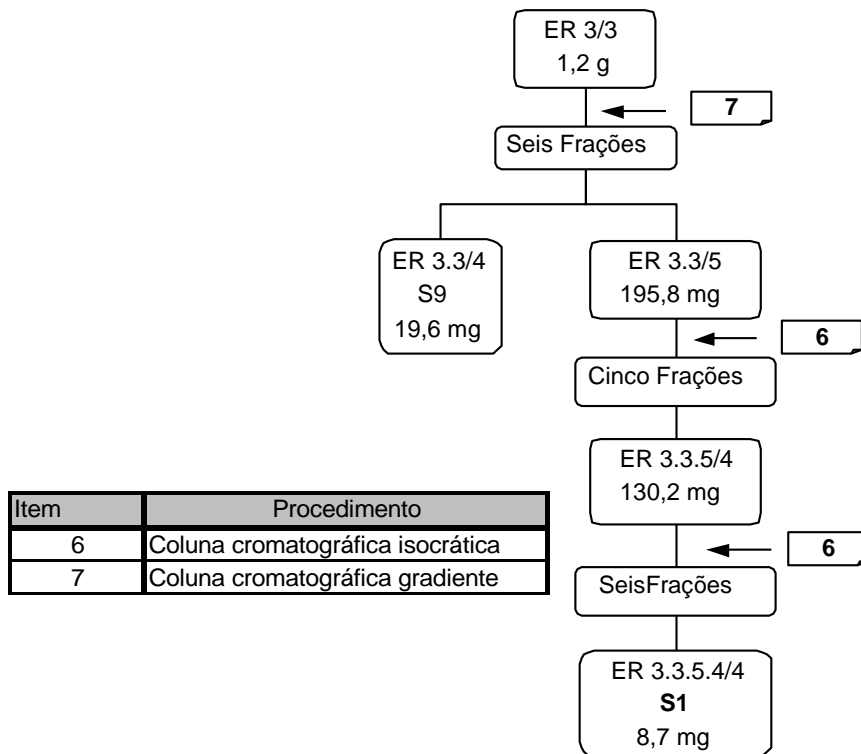 ER 3/3
1,2 g
7
Seis Frações
ER 3.3/4
S9
19,6 mg
ER 3.3/5
195,8 mg
6
Cinco Frações
ER 3.3.5/4
130,2 mg
6
SeisFrações
ER 3.3.5.4/4
S1
8,7 mg
Item Procedimento
6 Coluna cromatográfica isocrática
7 Coluna cromatográfica gradiente